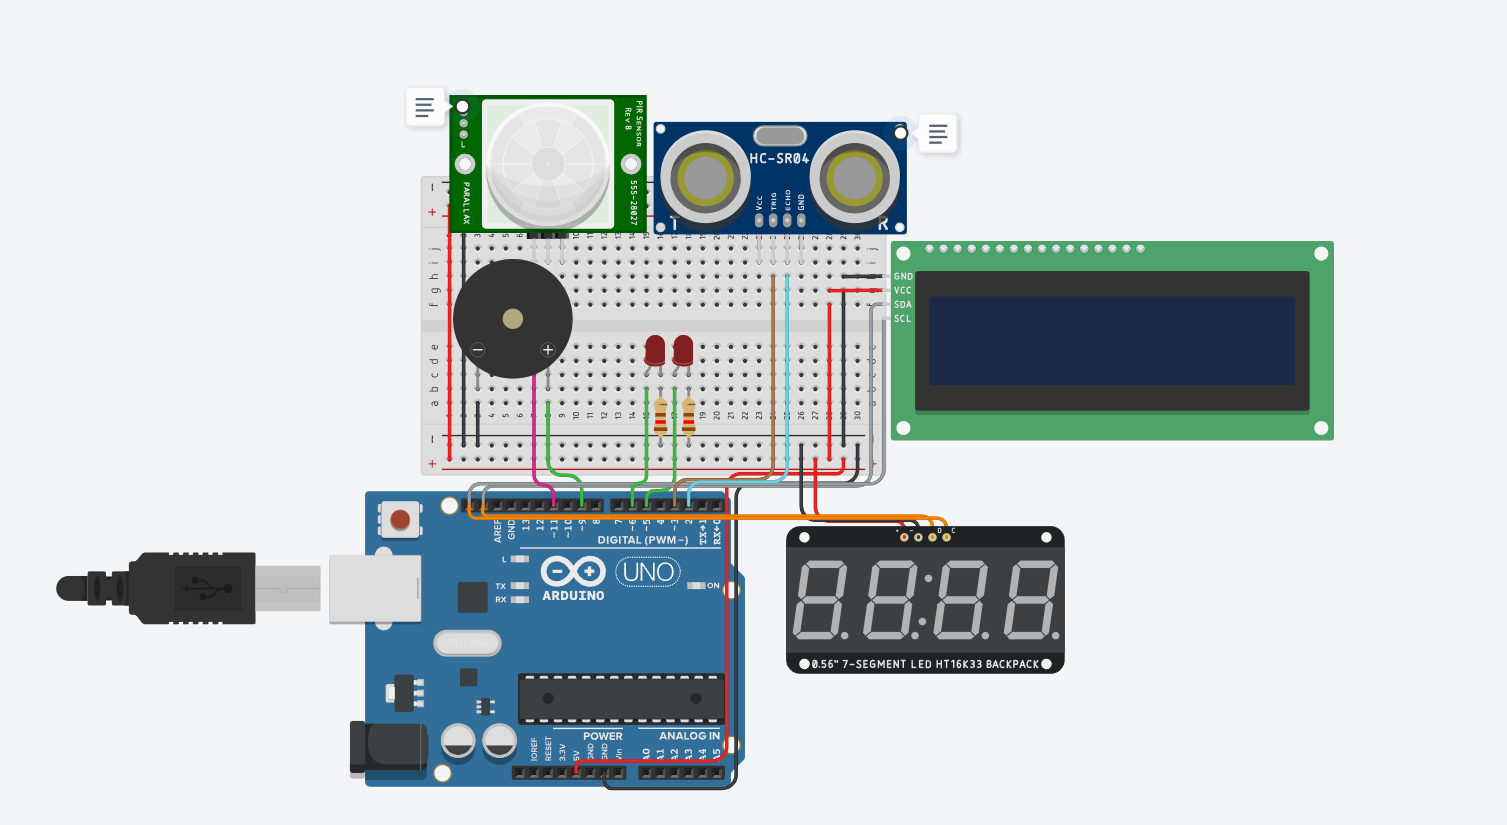 PIR SENSOR
REV B
L
PARALLAX
555-28027
HC-SR04
VCC
TRIG
ECHO
GND
T
R
GND
VCC
SDA
SCL
AREF
GND
13
12
~11
~10
~9
8
7
~6
~5
4
~3
2
TX→1
RX←0
DIGITAL (PWM~)
L
TX
RX
ON
UNO
ARDUINO
POWER
ANALOG IN
IOREF
RESET
3.3V
5V
GND
GND
Vin
A0
A1
A2
A3
A4
A5
+ - D C
0.56" 7-SEGMENT LED HT16K33 BACKPACK